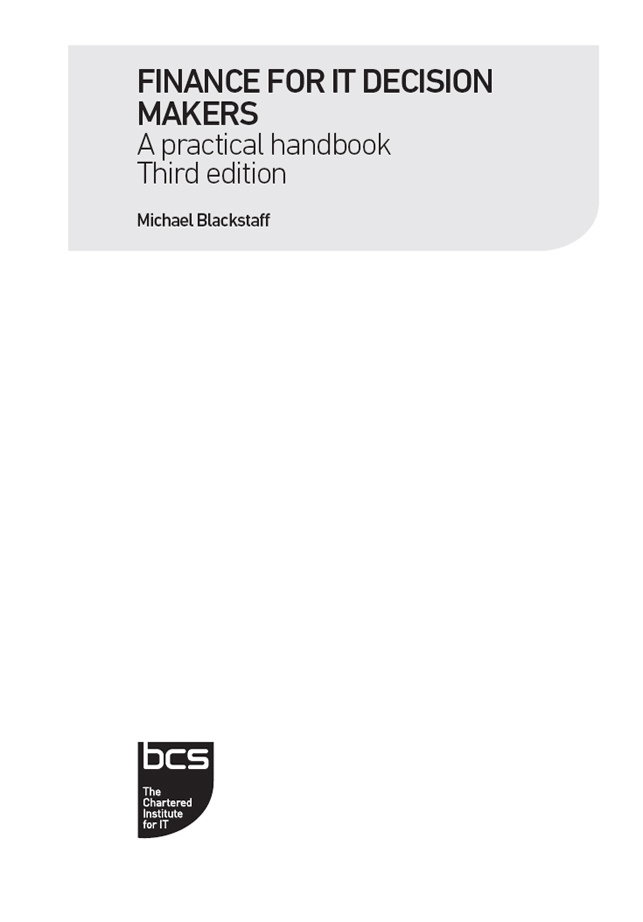 FINANCE FOR IT DECISION
MAKERS
A practical handbook
Third edition
Michael Blackstaff
bcs
The
Chartered
Institute
for IT